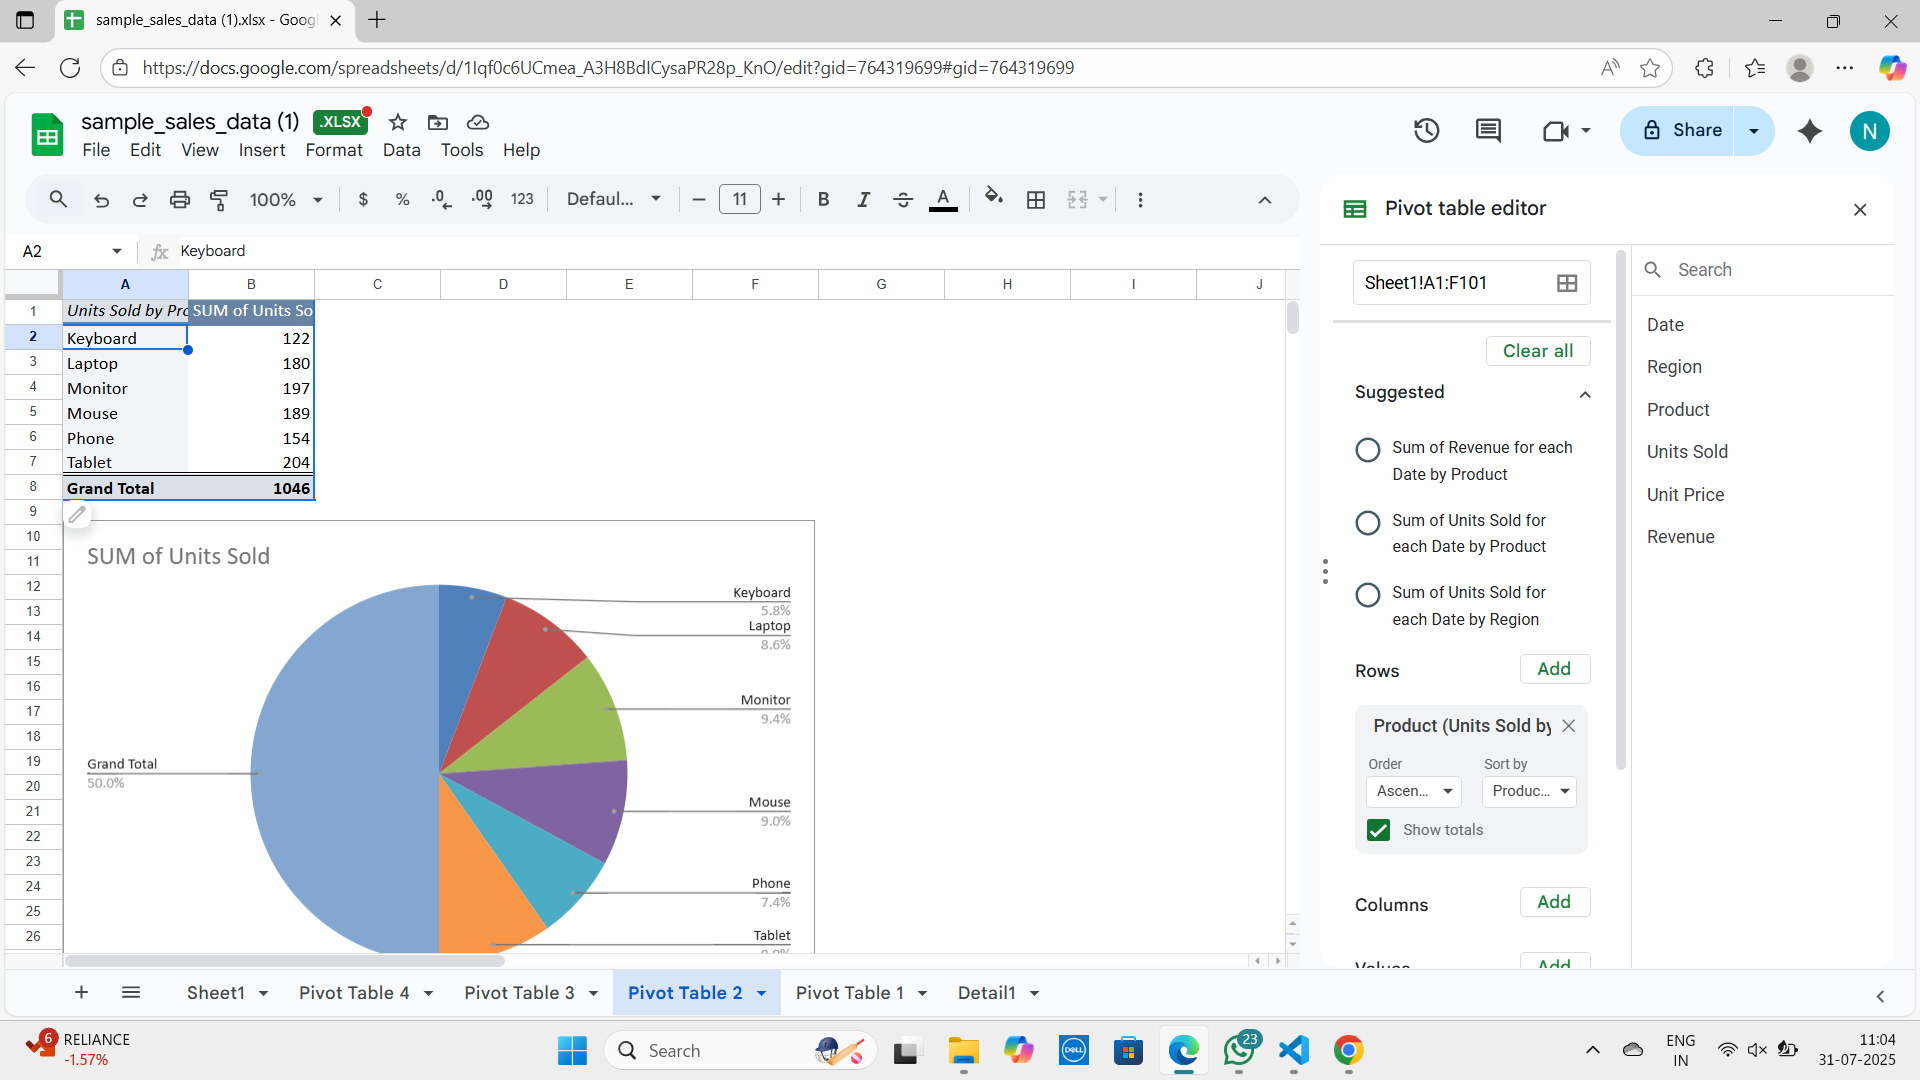 sample_sales_data (1).xlsx - Goog
https://docs.google.com/spreadsheets/d/1Iqf0c6UCmea_A3H8BdICysaPR28p_KnO/edit?gid=764319699#gid=764319699
sample_sales_data (1) .XLSX
File Edit View Insert Format Data Tools Help
Share
N
100% $ % .0 .00 123 Defaul... 11 B I S A
A2 fx Keyboard
A B C D E F G H I J
1 Units Sold by Pro SUM of Units So
2 Keyboard 122
3 Laptop 180
4 Monitor 197
5 Mouse 189
6 Phone 154
7 Tablet 204
8 Grand Total 1046
9
10
11
12
13
14
15
16
17
18
19
20
21
22
23
24
25
26
SUM of Units Sold
Keyboard
5.8%
Laptop
8.6%
Monitor
9.4%
Grand Total
50.0%
Mouse
9.0%
Phone
7.4%
Tablet
Pivot table editor
Sheet1!A1:F101
Clear all
Suggested
Sum of Revenue for each
Date by Product
Sum of Units Sold for
each Date by Product
Sum of Units Sold for
each Date by Region
Rows Add
Product (Units Sold by
Order Sort by
Ascen... Produc...
Show totals
Columns Add
Values Add
Search
Date
Region
Product
Units Sold
Unit Price
Revenue
Sheet1 Pivot Table 4 Pivot Table 3 Pivot Table 2 Pivot Table 1 Detail1
6 RELIANCE
-1.57%
Search
DELL
23
ENG
IN
11:04
31-07-2025